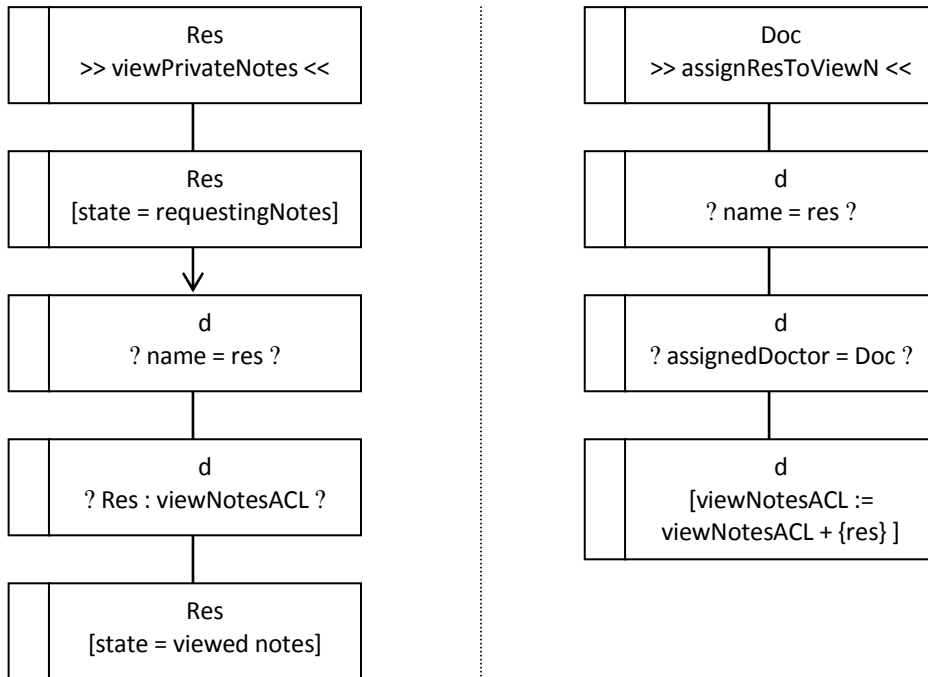 Res
>> viewPrivateNotes <<
Res
[state = requestingNotes]
d
? name = res ?
d
? Res : viewNotesACL ?
Res
[state = viewed notes]
Doc
>> assignResToViewN <<
d
? name = res ?
d
? assignedDoctor = Doc ?
d
[viewNotesACL :=
viewNotesACL + {res} ]